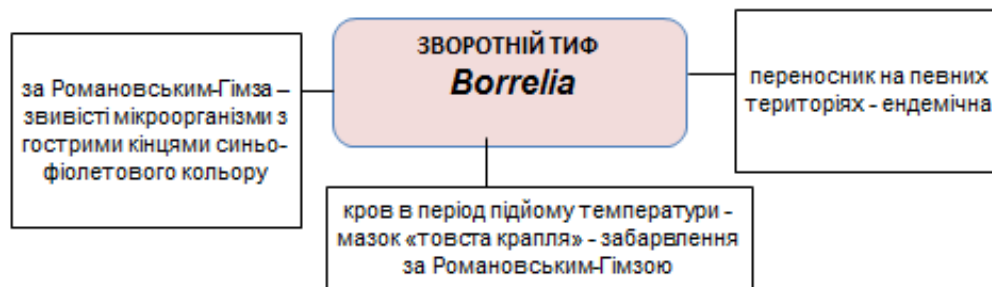 ЗВОРОТНІЙ ТИФ
Borrelia
за Романовським-Гімза –
звивісті мікроорганізми з
гострими кінцями синьо-
фіолетового кольору
переносник на певних
територіях - ендемічна
кров в період підйому температури -
мазок «товста крапля» - забарвлення
за Романовським-Гімзою